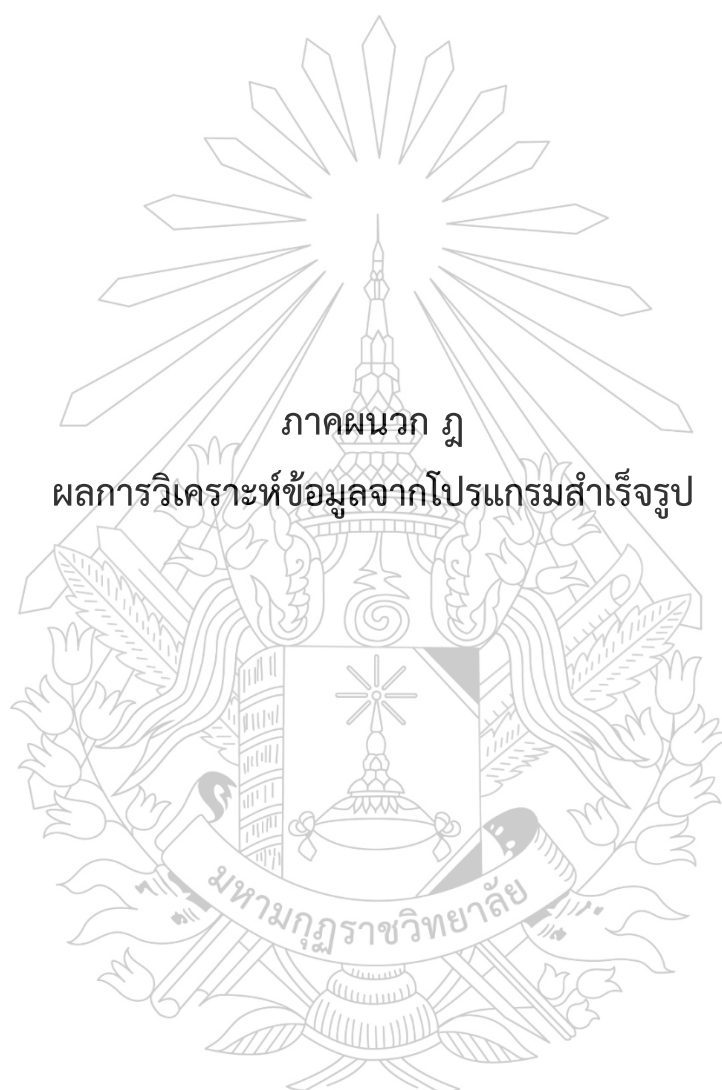 ภาคผนวก ฎ
ผลการวิเคราะห์ข้อมูลจากโปรแกรมสำเร็จรูป
มหามกุฏราชวิทยาลัย